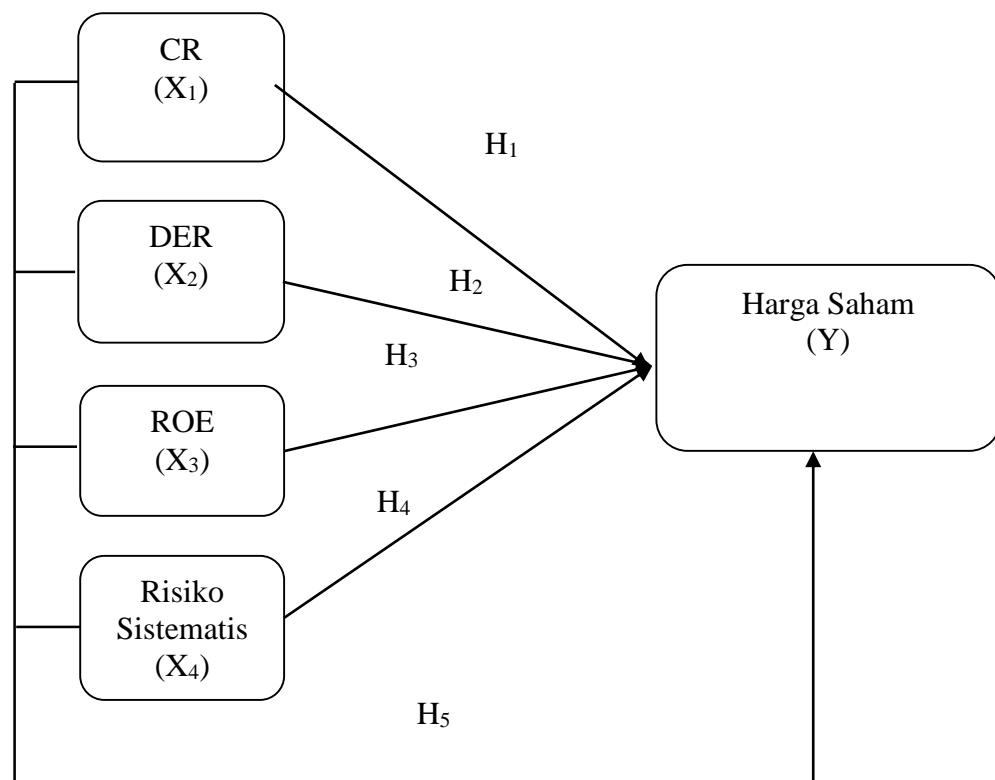 CR
(X₁)
H₁
DER
(X₂)
H₂
Harga Saham
(Y)
H₃
ROE
(X₃)
H₄
Risiko
Sistematis
(X₄)
H₅